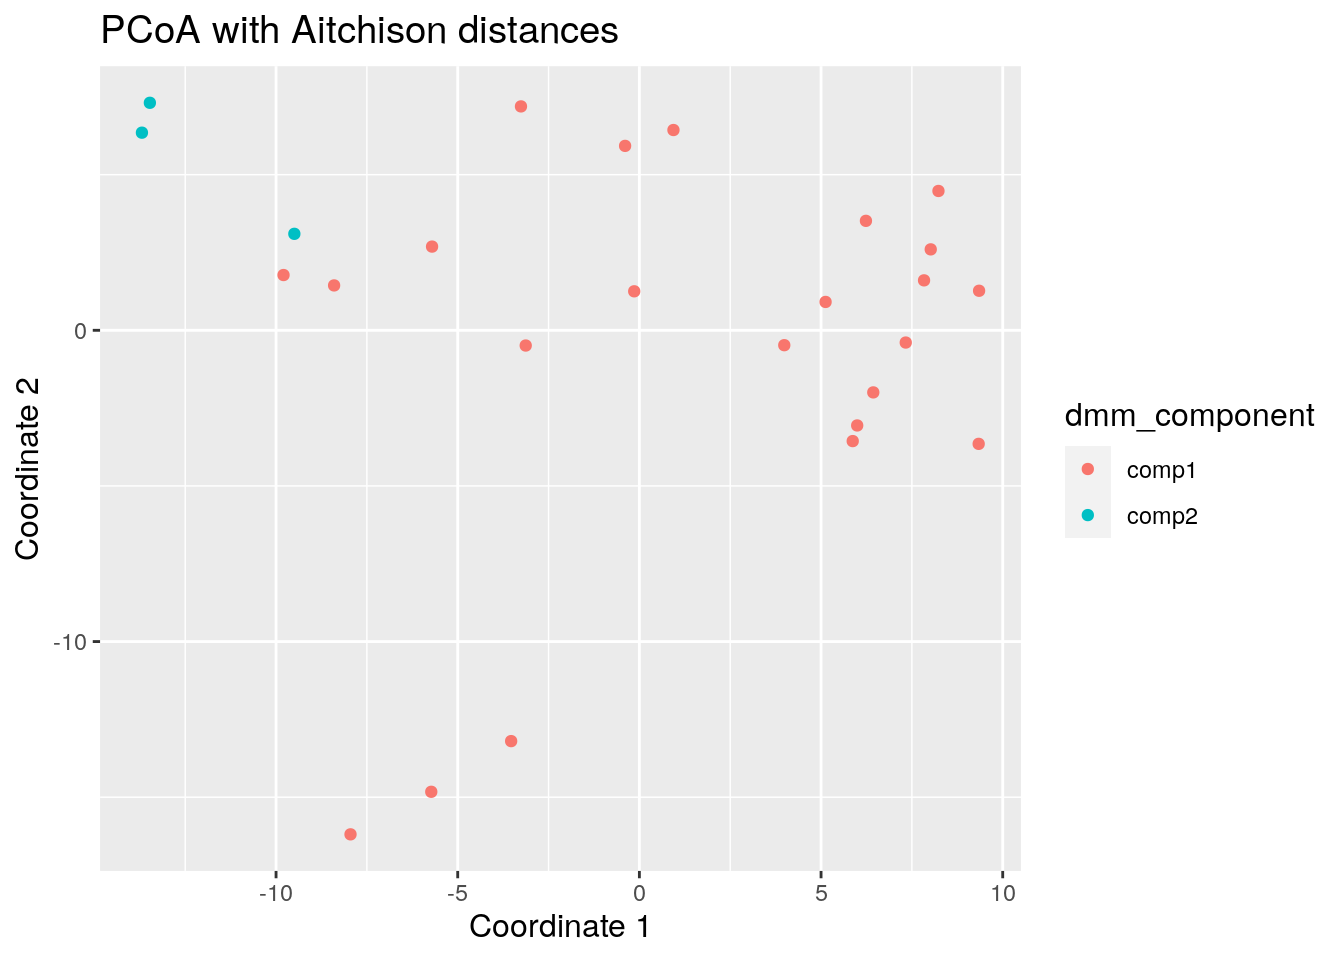 PCoA with Aitchison distances
0
-10
Coordinate 2
-10
-5
0
5
10
Coordinate 1
dmm_component
comp1
comp2